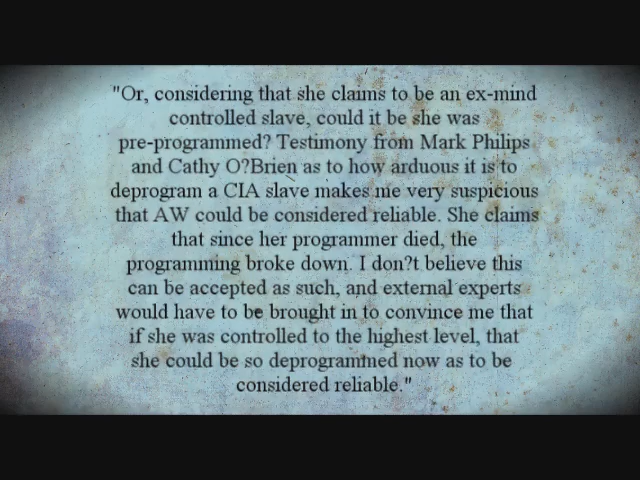 "Or, considering that she claims to be an ex-mind
controlled slave, could it be she was
pre-programmed? Testimony from Mark Philips
and Cathy O?Brien as to how arduous it is to
deprogram a CIA slave makes me very suspicious
that AW could be considered reliable. She claims
that since her programmer died, the
programming broke down. I don?t believe this
can be accepted as such, and external experts
would have to be brought in to convince me that
if she was controlled to the highest level, that
she could be so deprogrammed now as to be
considered reliable."